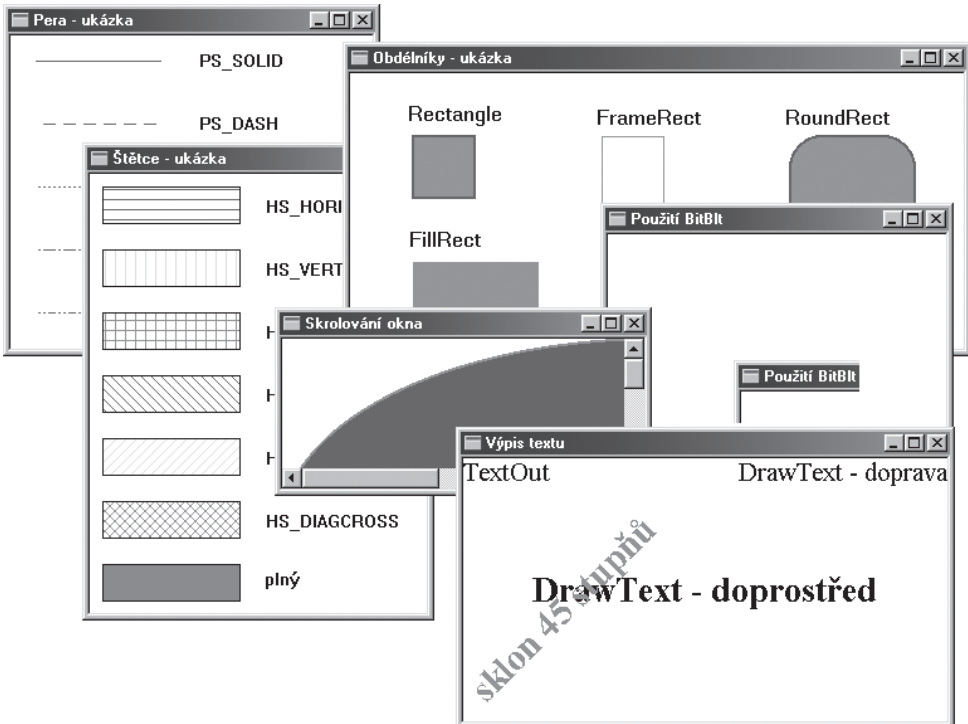 Pera - ukázka
PS_SOLID
PS_DASH
Obdélníky - ukázka
Rectangle
FrameRect
RoundRect
FillRect
Štětce - ukázka
HS_HORI
HS_VERT
H
H
H
HS_DIAGCROSS
plný
Použití BitBlt
Skrolování okna
Použití BitBlt
Výpis textu
TextOut
DrawText - doprava
DrawText - doprostřed
sklon 45 stupňů